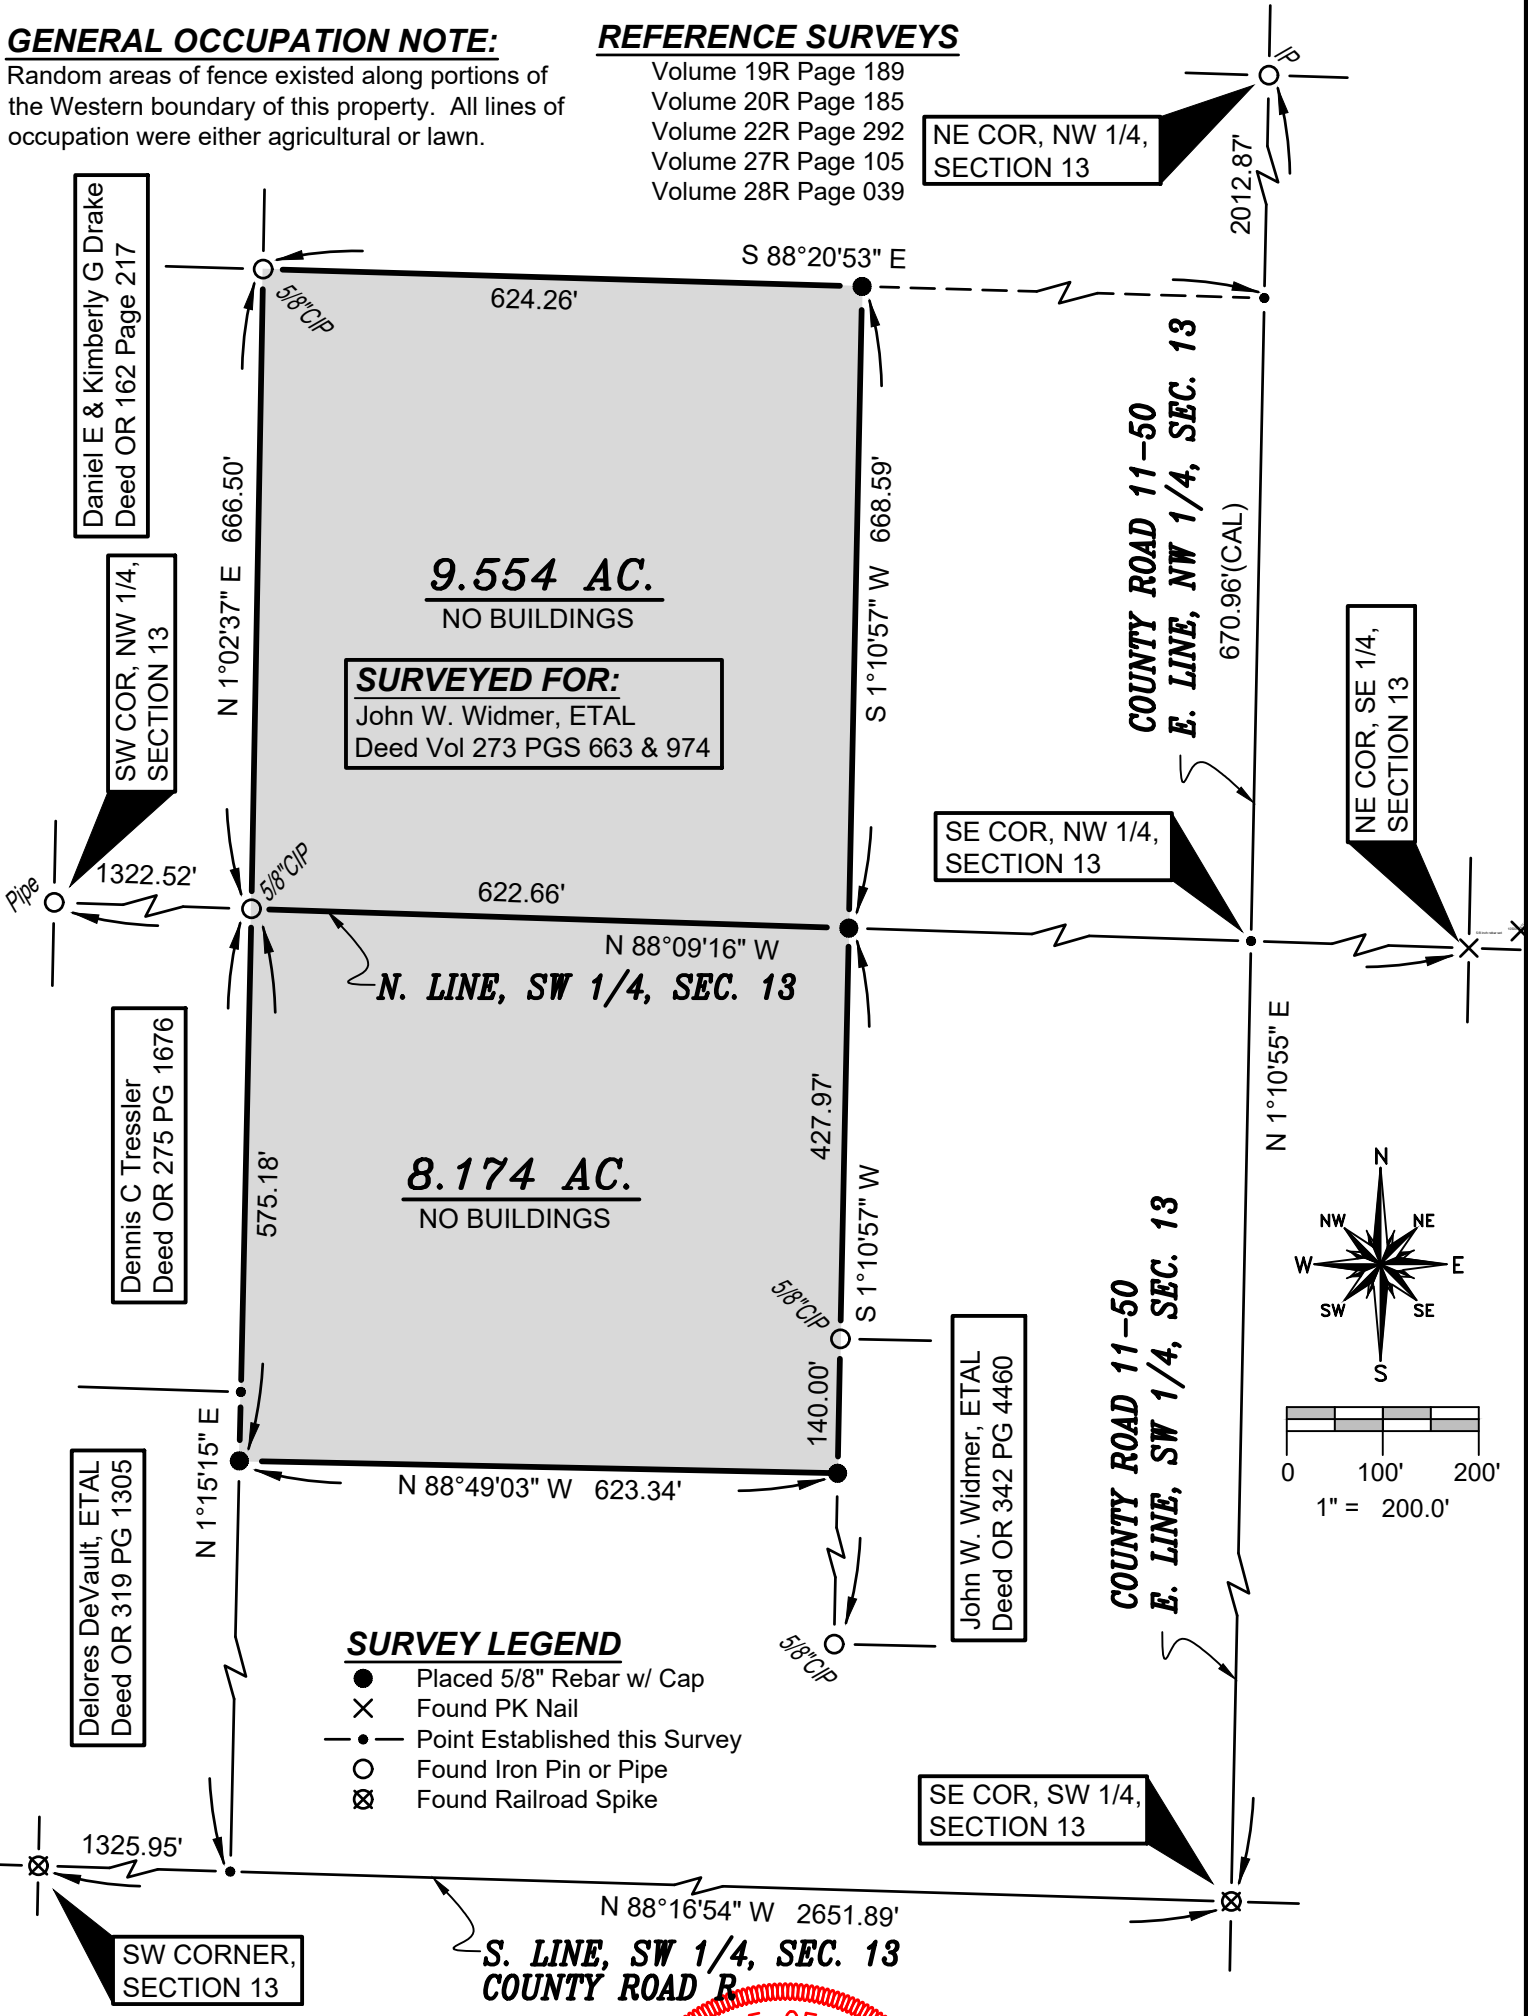 GENERAL OCCUPATION NOTE:
Random areas of fence existed along portions of
the Western boundary of this property.  All lines of
occupation were either agricultural or lawn.
REFERENCE SURVEYS
Volume 19R Page 189
Volume 20R Page 185
Volume 22R Page 292
Volume 27R Page 105
Volume 28R Page 039
IP
NE COR, NW 1/4,
SECTION 13
2012.87'
Daniel E & Kimberly G Drake
Deed OR 162 Page 217
5/8"CIP
S 88°20'53" E
624.26'
N 1°02'37" E   666.50'
S 1°10'57" W   668.59'
COUNTY ROAD 11-50
E. LINE, NW 1/4, SEC. 13
670.96'(CAL)
9.554 AC.
NO BUILDINGS
SURVEYED FOR:
John W. Widmer, ETAL
Deed Vol 273 PGS 663 & 974
SW COR, NW 1/4,
SECTION 13
NE COR, SE 1/4,
SECTION 13
SE COR, NW 1/4,
SECTION 13
Pipe
1322.52'
5/8"CIP
622.66'
N 88°09'16" W
N. LINE, SW 1/4, SEC. 13
Dennis C Tressler
Deed OR 275 PG 1676
575.18'
427.97'
S 1°10'57" W
N 1°10'55" E
8.174 AC.
NO BUILDINGS
5/8"CIP
140.00'
John W. Widmer, ETAL
Deed OR 342 PG 4460
COUNTY ROAD 11-50
E. LINE, SW 1/4, SEC. 13
N
NW
NE
W
E
SW
SE
S
0
100'
200'
1" =   200.0'
N 1°15'15" E
N 88°49'03" W   623.34'
Delores DeVault, ETAL
Deed OR 319 PG 1305
5/8"CIP
SURVEY LEGEND
Placed 5/8" Rebar w/ Cap
Found PK Nail
Point Established this Survey
Found Iron Pin or Pipe
Found Railroad Spike
SE COR, SW 1/4,
SECTION 13
1325.95'
N 88°16'54" W   2651.89'
S. LINE, SW 1/4, SEC. 13
COUNTY ROAD R
SW CORNER,
SECTION 13